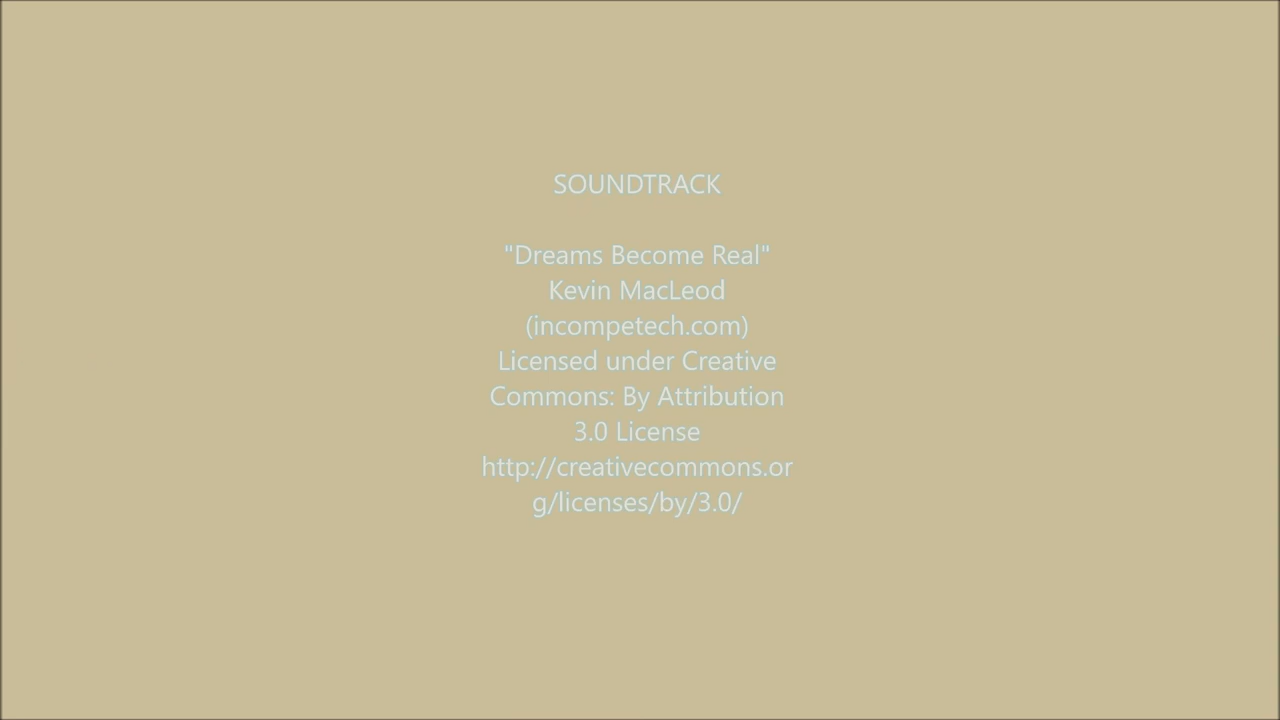 SOUNDTRACK
"Dreams Become Real"
Kevin MacLeod
(incompetech.com)
Licensed under Creative
Commons: By Attribution
3.0 License
http://creativecommons.or
g/licenses/by/3.0/